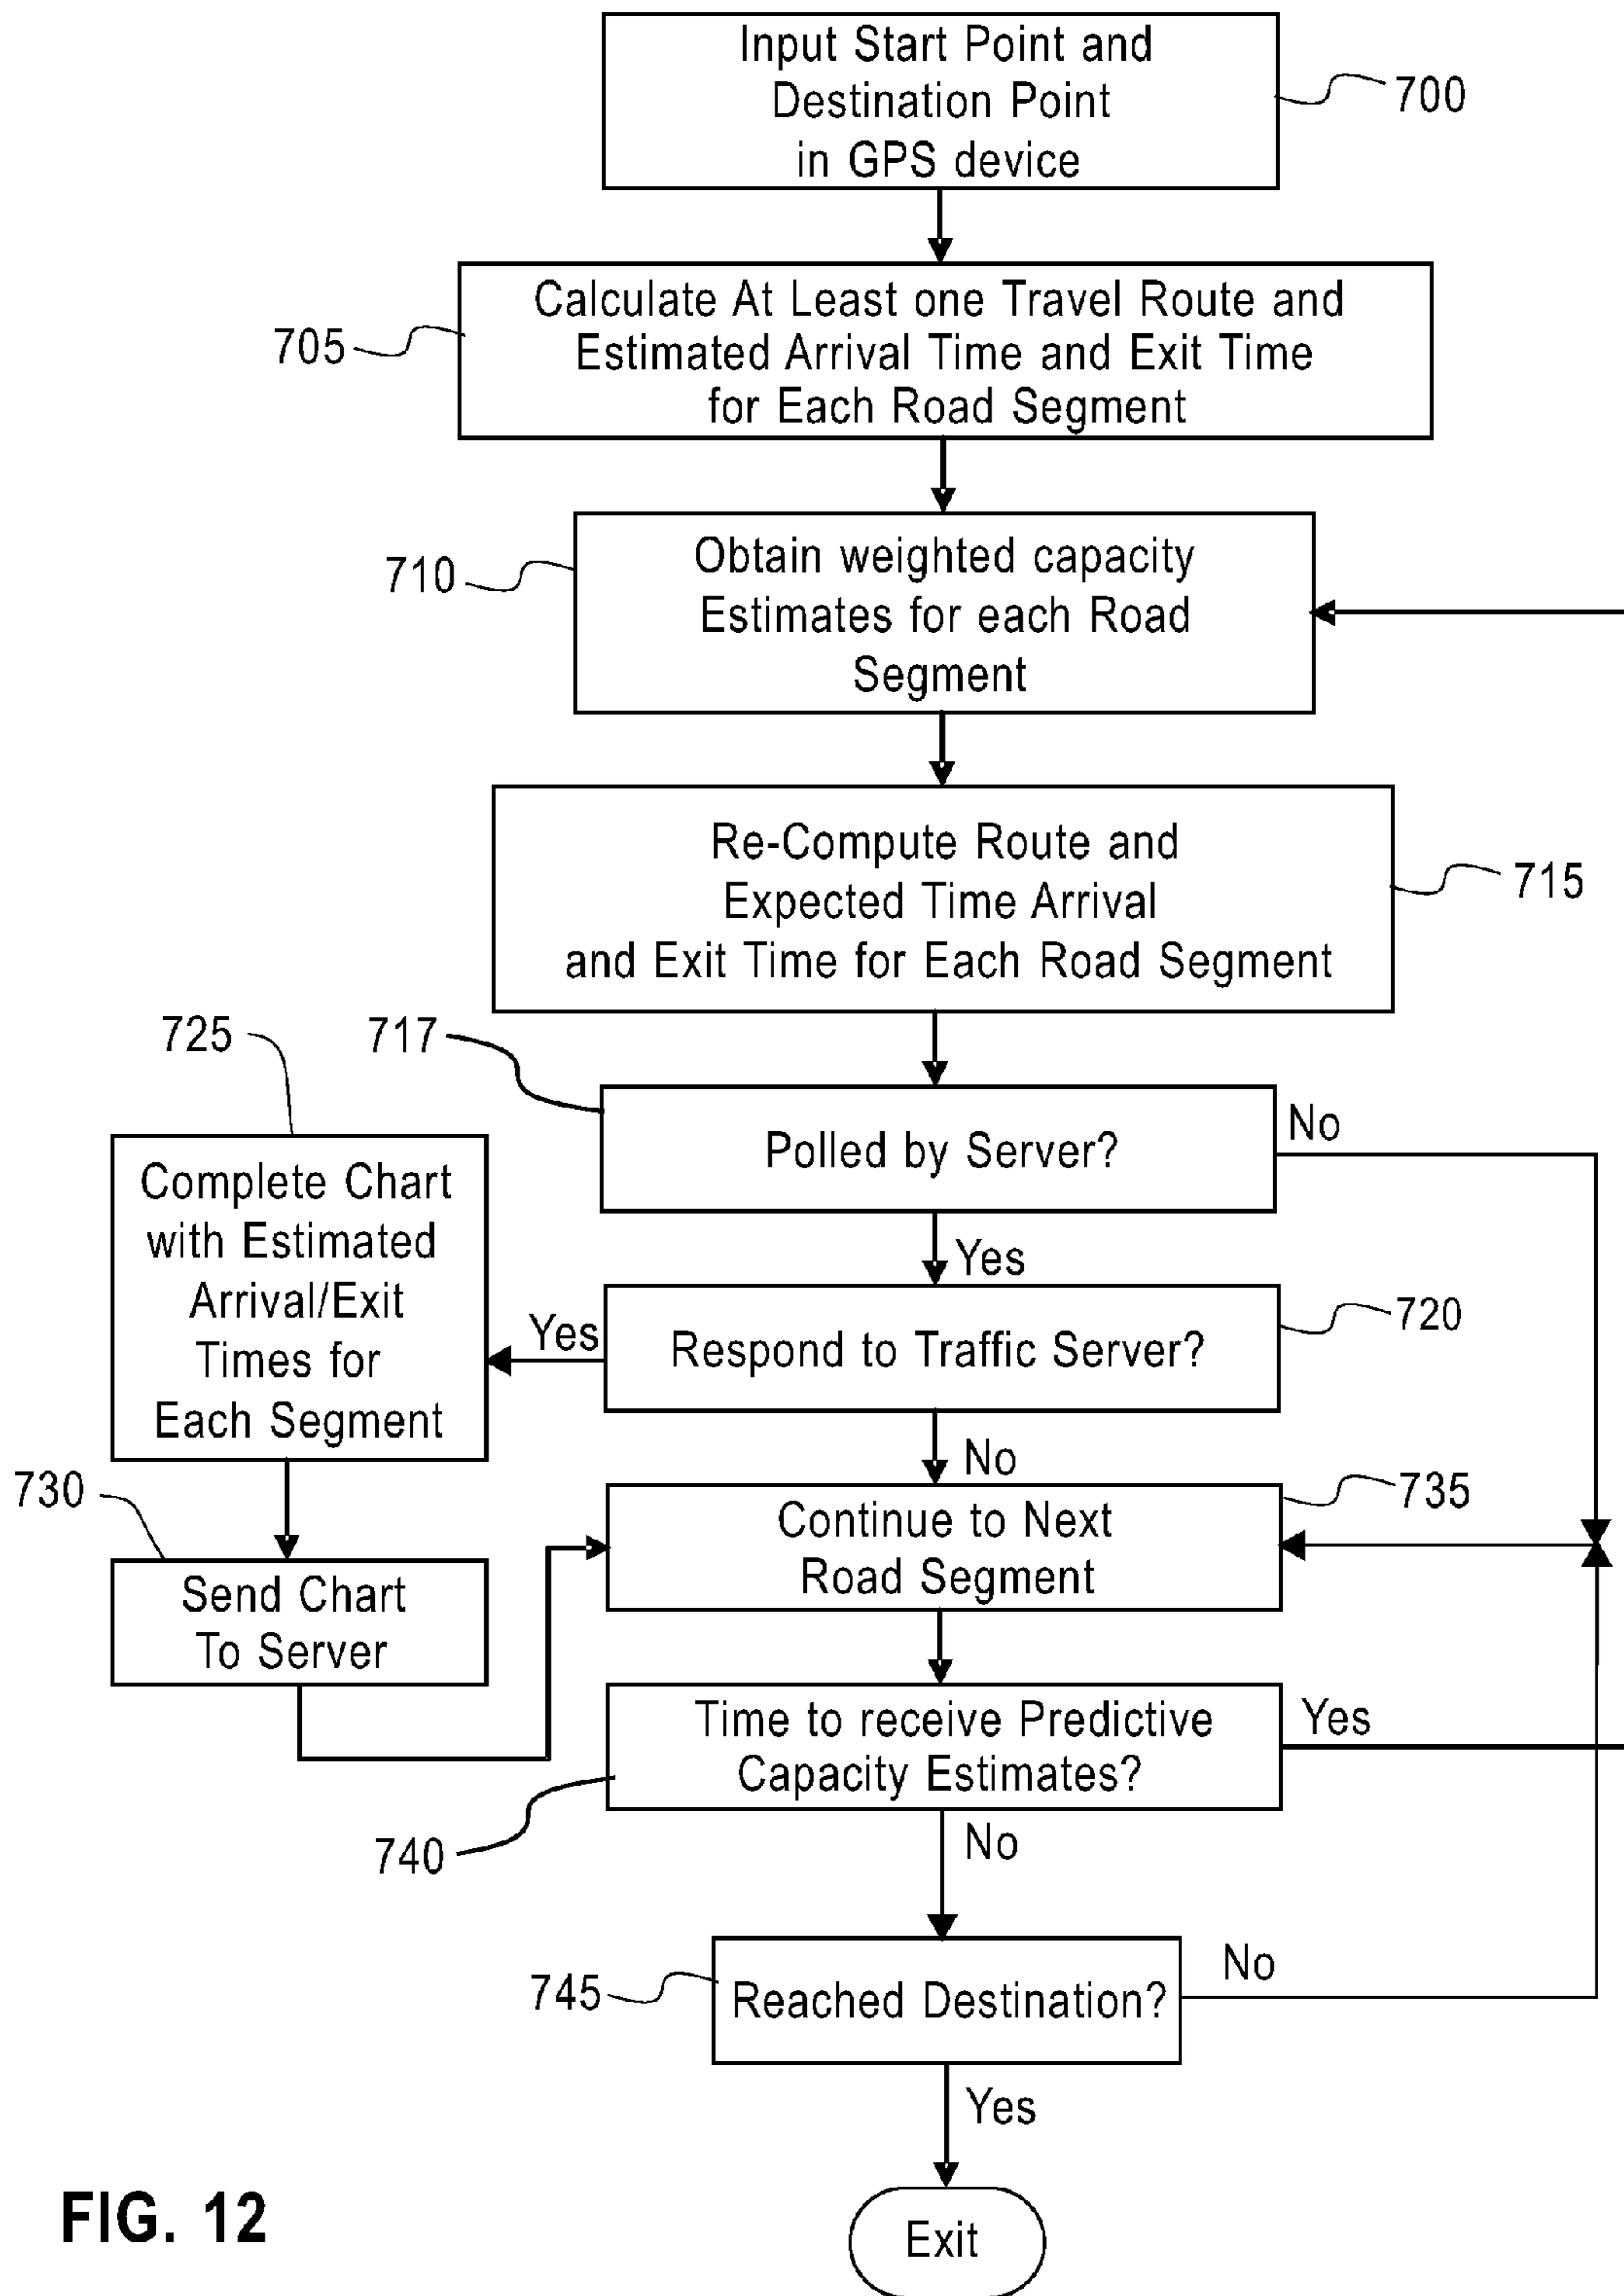 Input Start Point and
Destination Point
in GPS device
700
Calculate At Least one Travel Route and
Estimated Arrival Time and Exit Time
for Each Road Segment
705
Obtain weighted capacity
Estimates for each Road
Segment
710
Re-Compute Route and
Expected Time Arrival
and Exit Time for Each Road Segment
715
725
717
Polled by Server?
No
Yes
Complete Chart
with Estimated
Arrival/Exit
Times for
Each Segment
Yes
Respond to Traffic Server?
720
No
730
Send Chart
To Server
Continue to Next
Road Segment
735
Time to receive Predictive
Capacity Estimates?
Yes
740
No
745
Reached Destination?
No
Yes
Exit
FIG. 12